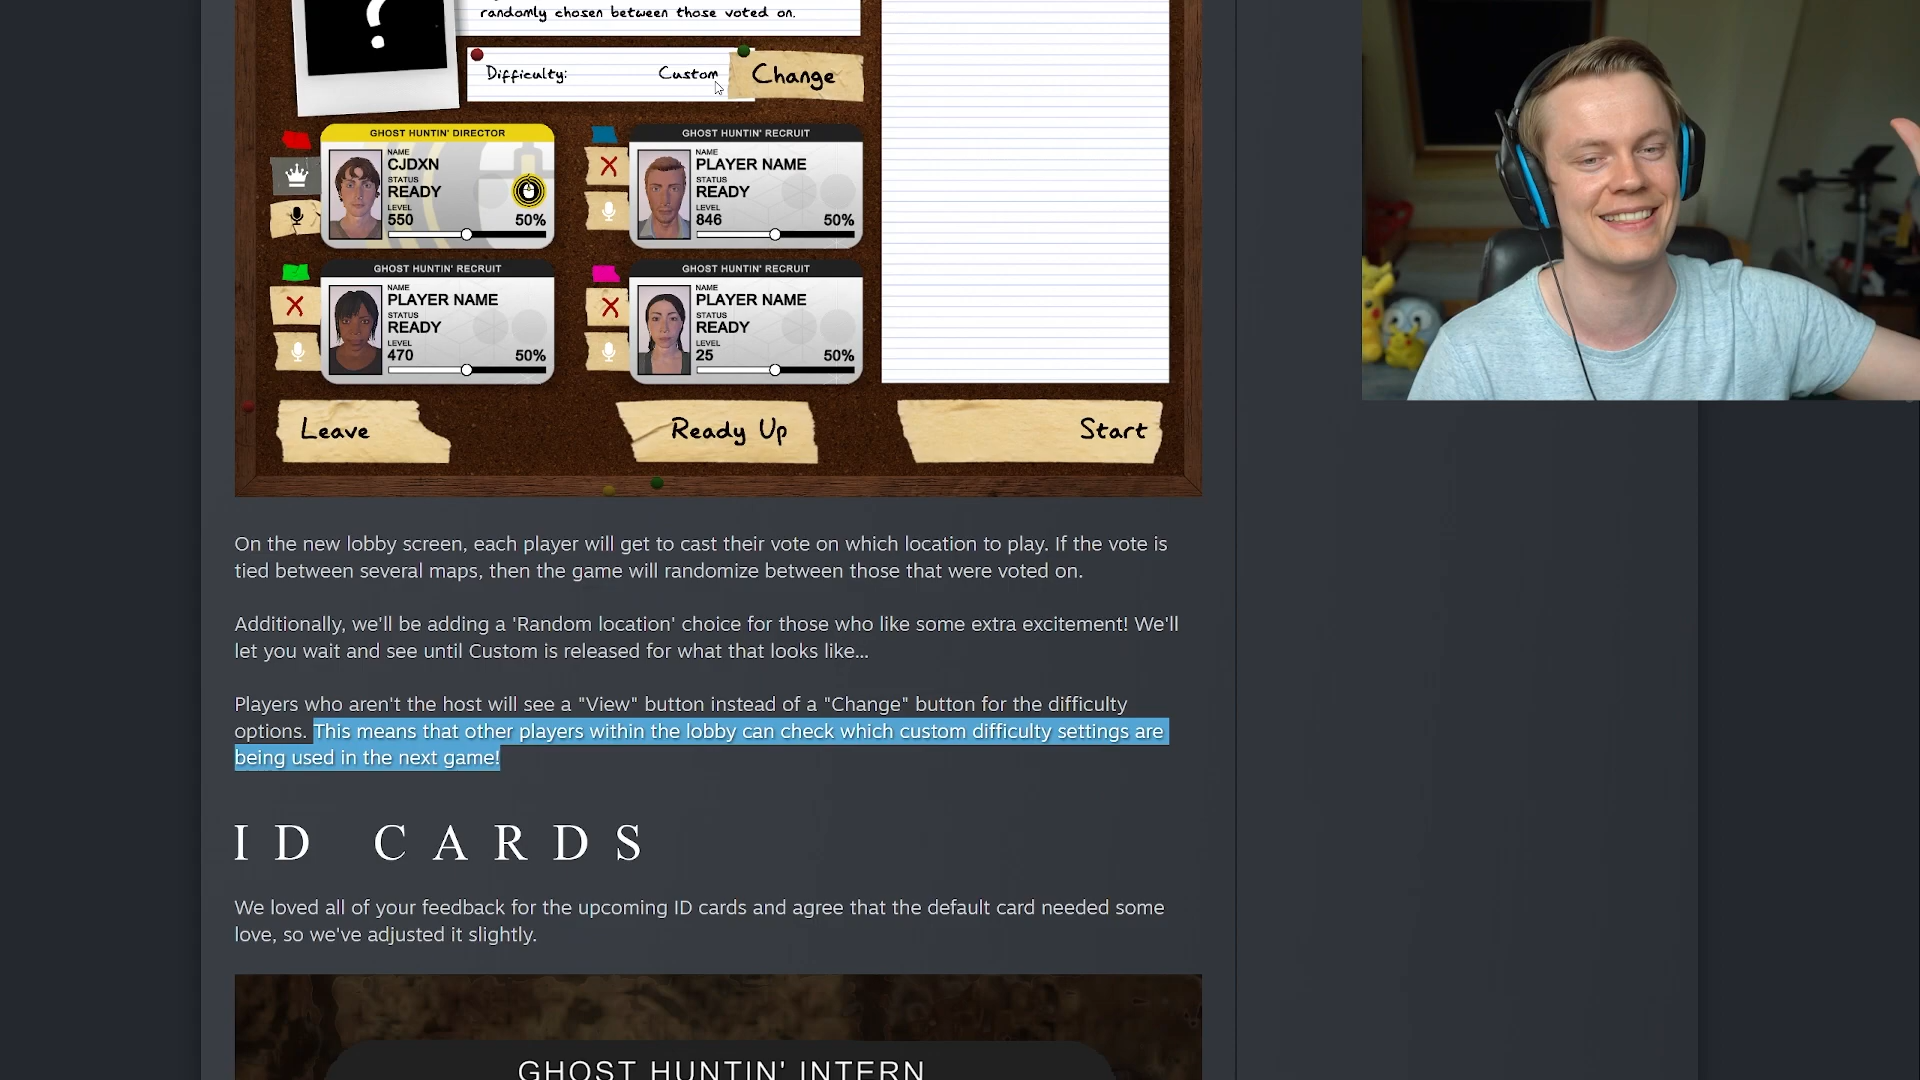 randomly chosen between those voted on.
Difficulty: Custom Change
GHOST HUNTIN' DIRECTOR
NAME
CJDXN
STATUS
READY
LEVEL
550 50%
GHOST HUNTIN' RECRUIT
NAME
PLAYER NAME
STATUS
READY
LEVEL
846 50%
GHOST HUNTIN' RECRUIT
NAME
PLAYER NAME
STATUS
READY
LEVEL
470 50%
GHOST HUNTIN' RECRUIT
NAME
PLAYER NAME
STATUS
READY
LEVEL
25 50%
Leave Ready Up Start
On the new lobby screen, each player will get to cast their vote on which location to play. If the vote is
tied between several maps, then the game will randomize between those that were voted on.
Additionally, we'll be adding a 'Random location' choice for those who like some extra excitement! We'll
let you wait and see until Custom is released for what that looks like...
Players who aren't the host will see a "View" button instead of a "Change" button for the difficulty
options. This means that other players within the lobby can check which custom difficulty settings are
being used in the next game!
ID CARDS
We loved all of your feedback for the upcoming ID cards and agree that the default card needed some
love, so we've adjusted it slightly.
GHOST HUNTIN' INTERN